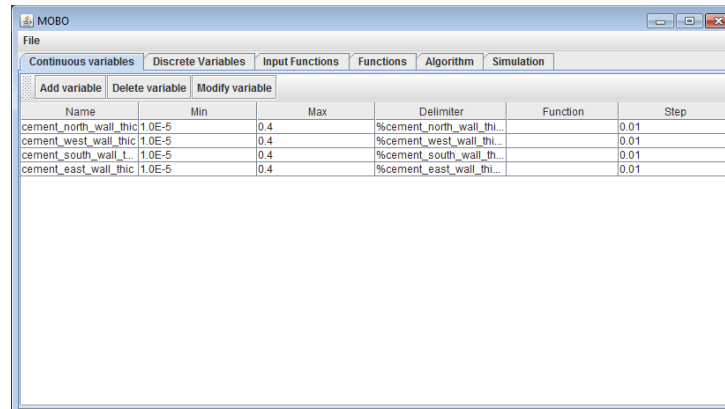 MOBO
File
Continuous variables Discrete Variables Input Functions Functions Algorithm Simulation
Add variable Delete variable Modify variable
Name Min Max Delimiter Function Step
cement_north_wall_thic 1.0E-5 0.4 %cement_north_wall_thi... 0.01
cement_west_wall_thic 1.0E-5 0.4 %cement_west_wall_thi... 0.01
cement_south_wall_t... 1.0E-5 0.4 %cement_south_wall_th... 0.01
cement_east_wall_thic 1.0E-5 0.4 %cement_east_wall_thi... 0.01